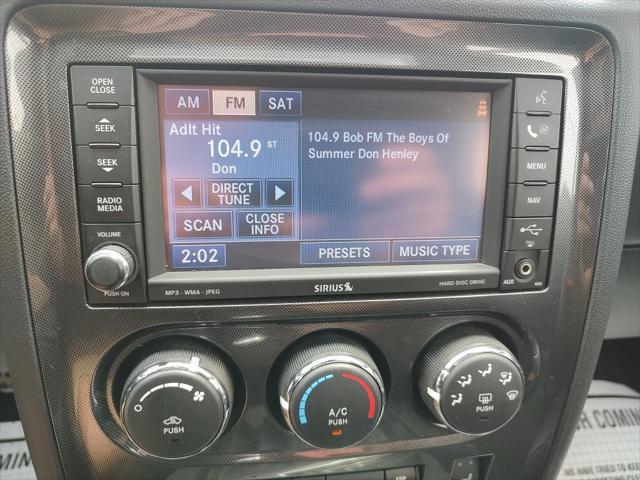 OPEN
CLOSE
SEEK
SEEK
RADIO
MEDIA
VOLUME
PUSH ON
AM
FM
SAT
Adlt Hit
104.9 ST
Don
DIRECT
TUNE
SCAN
CLOSE
INFO
2:02
104.9 Bob FM The Boys Of
Summer Don Henley
PRESETS
MUSIC TYPE
MENU
NAV
AUX
MP3 - WMA - JPEG
SIRIUS
HARD DISC DRIVE
PUSH
A/C
PUSH
PUSH